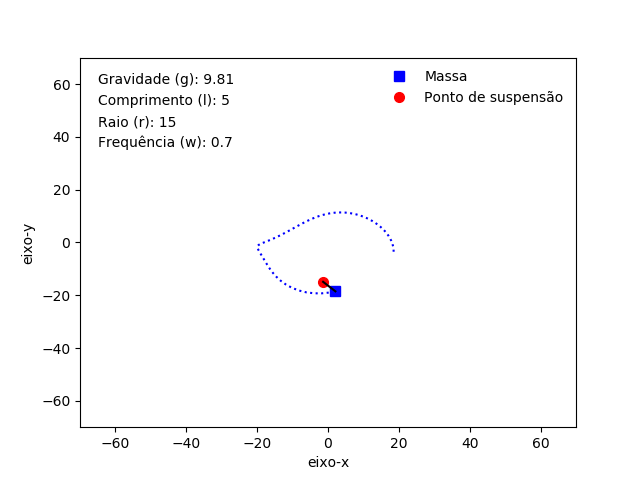 Gravidade (g): 9.81
Comprimento (l): 5
Raio (r): 15
Frequência (w): 0.7
Massa
Ponto de suspensão
60
40
20
0
−20
−40
−60
eixo-y
−60 −40 −20 0 20 40 60
eixo-x